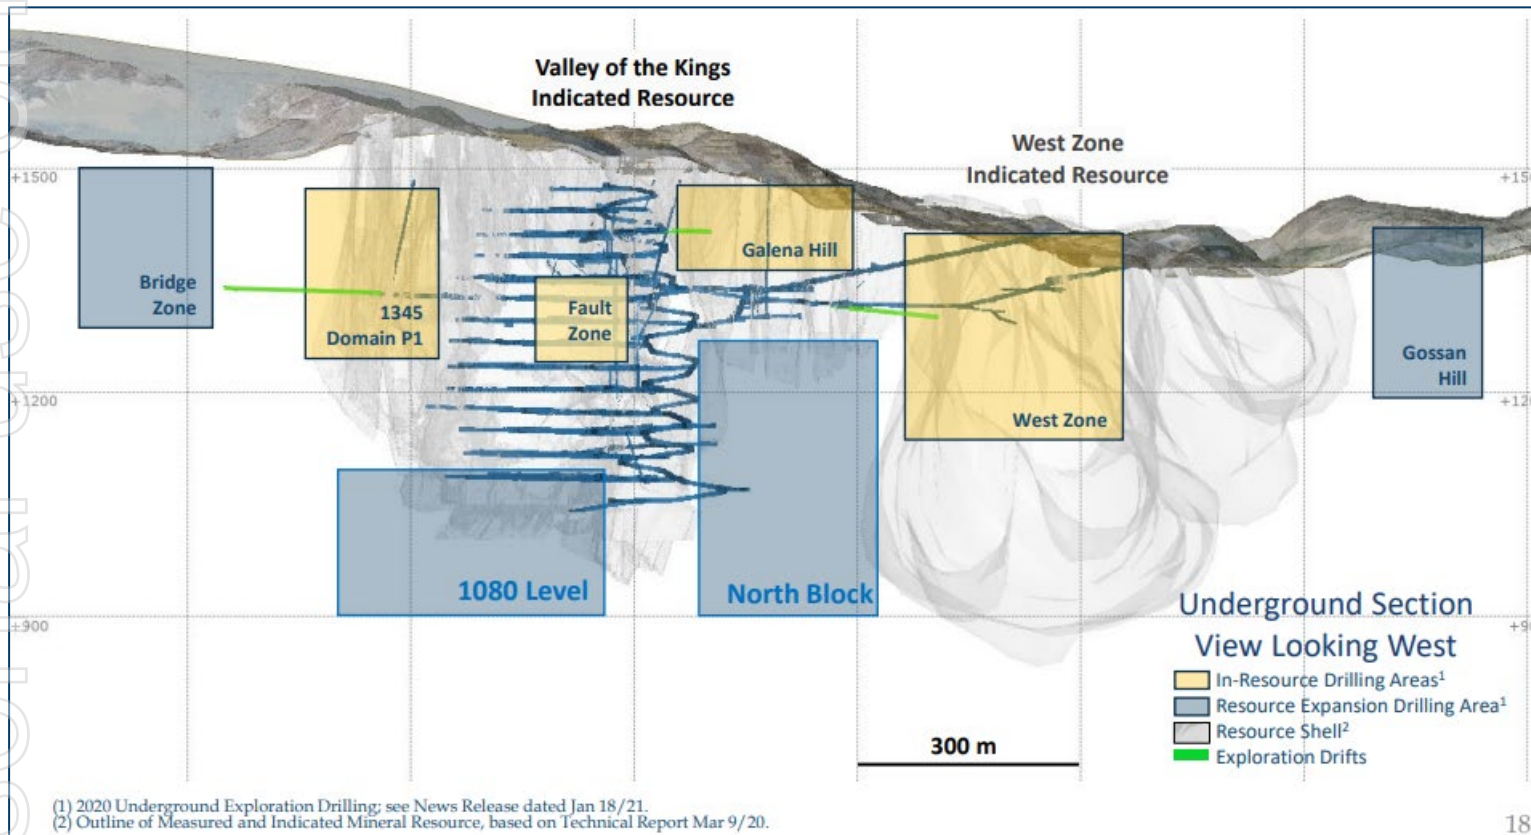 Valley of the Kings
Indicated Resource
West Zone
Indicated Resource
+1500
Bridge
Zone
1345
Domain P1
Fault
Zone
Galena Hill
West Zone
Gossan
Hill
+1200
1080 Level
North Block
+900
Underground Section
View Looking West
In-Resource Drilling Areas¹
Resource Expansion Drilling Area¹
Resource Shell²
Exploration Drifts
300 m
(1) 2020 Underground Exploration Drilling; see News Release dated Jan 18/21.
(2) Outline of Measured and Indicated Mineral Resource, based on Technical Report Mar 9/20.
18